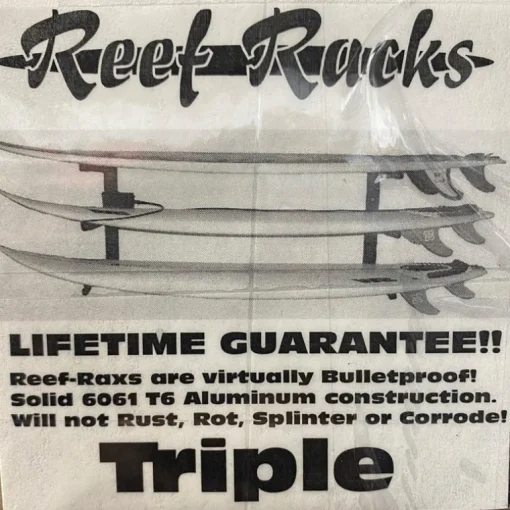 Reef Racks
LIFETIME GUARANTEE!!
Reef-Raxs are virtually Bulletproof!
Solid 6061 T6 Aluminum construction.
Will not Rust, Rot, Splinter or Corrode!
Triple